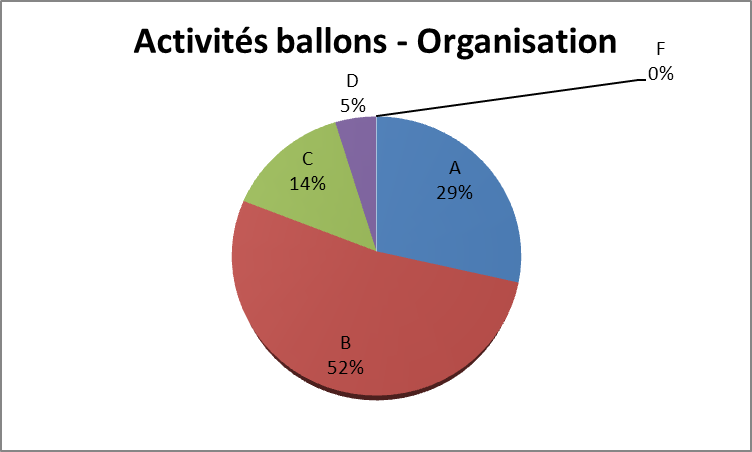 Activités ballons - Organisation
F
0%
D
5%
C
14%
A
29%
B
52%